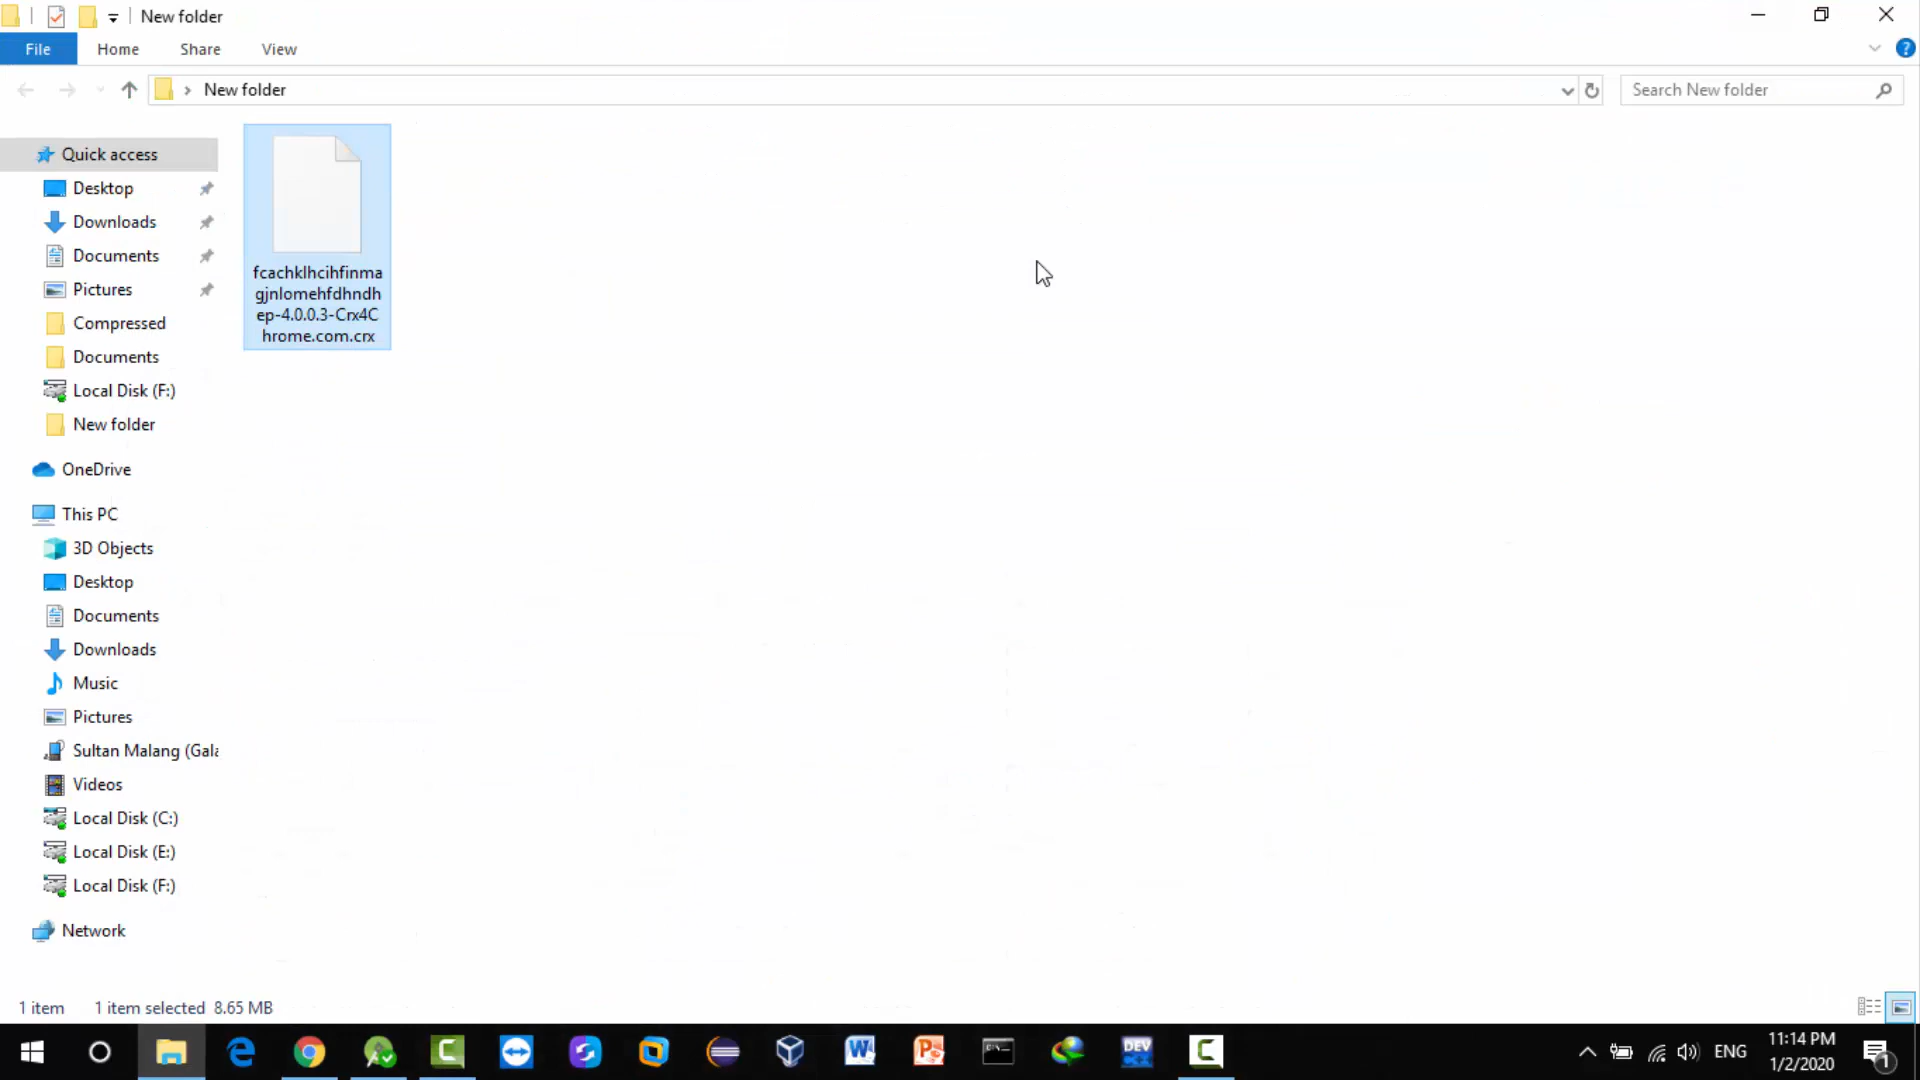 New folder
File Home Share View
New folder
Search New folder
Quick access
Desktop
Downloads
Documents
Pictures
Compressed
Documents
Local Disk (F:)
New folder
OneDrive
This PC
3D Objects
Desktop
Documents
Downloads
Music
Pictures
Sultan Malang (Gala
Videos
Local Disk (C:)
Local Disk (E:)
Local Disk (F:)
Network
fcachklhcihfinma
gjnlomehfdhndh
ep-4.0.0.3-Crx4C
hrome.com.crx
1 item 1 item selected 8.65 MB
DEV
C++
ENG
11:14 PM
1/2/2020
1